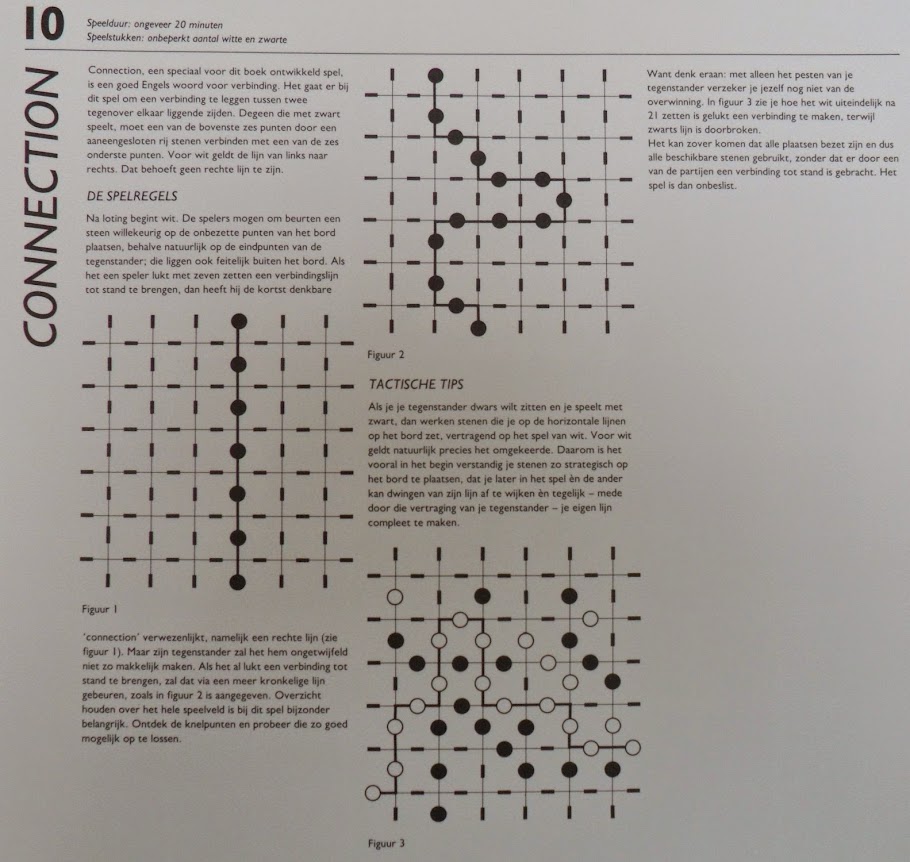 10
Speelduur: ongeveer 20 minuten
Speelstukken: onbeperkt aantal witte en zwarte
CONNECTION
Connection, een speciaal voor dit boek ontwikkeld spel,
is een goed Engels woord voor verbinding. Het gaat er bij
dit spel om een verbinding te leggen tussen twee
tegenover elkaar liggende zijden. Degeen die met zwart
speelt, moet een van de bovenste zes punten door een
aaneengesloten rij stenen verbinden met een van de zes
onderste punten. Voor wit geldt de lijn van links naar
rechts. Dat behoeft geen rechte lijn te zijn.
DE SPELREGELS
Na loting begint wit. De spelers mogen om beurten een
steen willekeurig op de onbezette punten van het bord
plaatsen, behalve natuurlijk op de eindpunten van de
tegenstander; die liggen ook feitelijk buiten het bord. Als
het een speler lukt met zeven zetten een verbindingslijn
tot stand te brengen, dan heeft hij de kortst denkbare
Figuur 1
'connection' verwezenlijkt, namelijk een rechte lijn (zie
figuur 1). Maar zijn tegenstander zal het hem ongetwijfeld
niet zo makkelijk maken. Als het al lukt een verbinding tot
stand te brengen, zal dat via een meer kronkelige lijn
gebeuren, zoals in figuur 2 is aangegeven. Overzicht
houden over het hele speelveld is bij dit spel bijzonder
belangrijk. Ontdek de knelpunten en probeer die zo goed
mogelijk op te lossen.
Figuur 2
TACTISCHE TIPS
Als je je tegenstander dwars wilt zitten en je speelt met
zwart, dan werken stenen die je op de horizontale lijnen
op het bord zet, vertragend op het spel van wit. Voor wit
geldt natuurlijk precies het omgekeerde. Daarom is het
vooral in het begin verstandig je stenen zo strategisch op
het bord te plaatsen, dat je later in het spel èn de ander
kan dwingen van zijn lijn af te wijken èn tegelijk – mede
door die vertraging van je tegenstander – je eigen lijn
compleet te maken.
Figuur 3
Want denk eraan: met alleen het pesten van je
tegenstander verzeker je jezelf nog niet van de
overwinning. In figuur 3 zie je hoe het wit uiteindelijk na
21 zetten is gelukt een verbinding te maken, terwijl
zwarts lijn is doorbroken.
Het kan zover komen dat alle plaatsen bezet zijn en dus
alle beschikbare stenen gebruikt, zonder dat er door een
van de partijen een verbinding tot stand is gebracht. Het
spel is dan onbeslist.